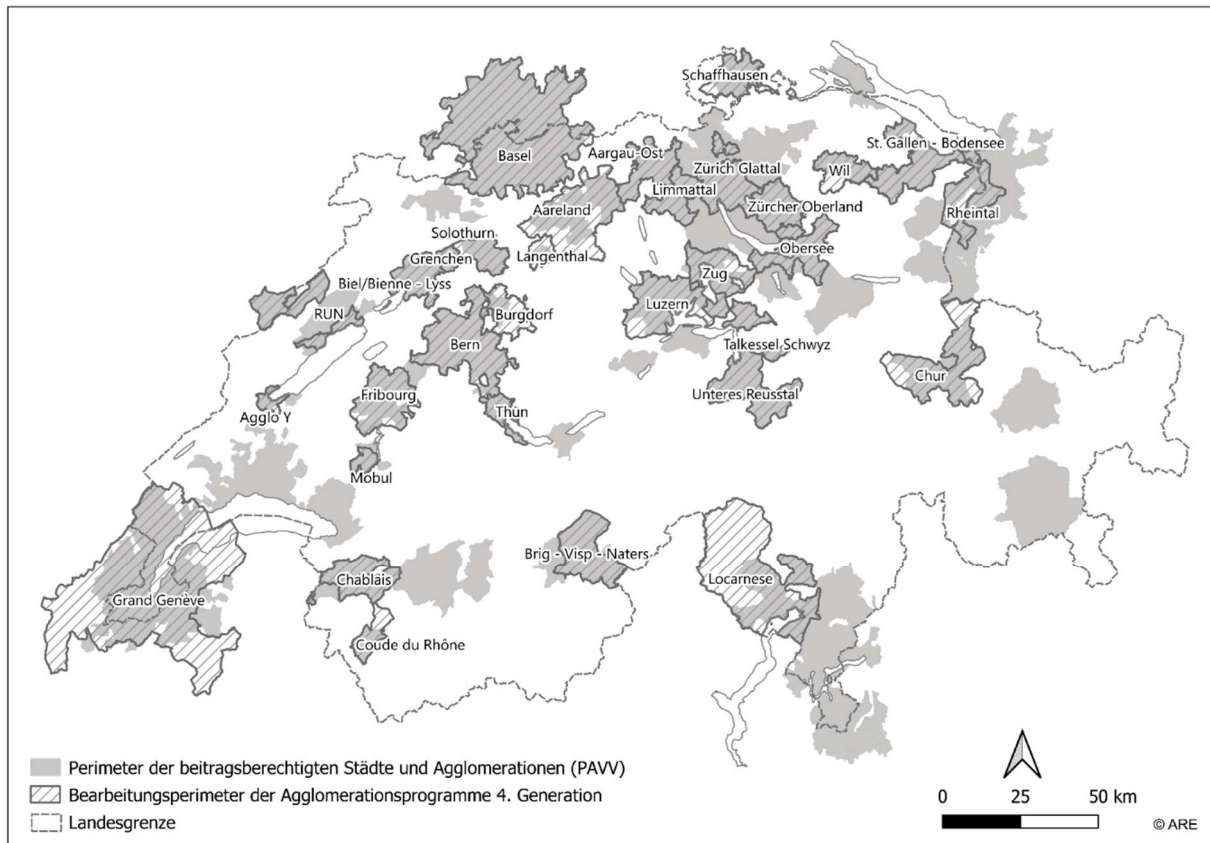 Schaffhausen
St. Gallen - Bodensee
Basel
Aargau-Ost
Zürich Glattal
Wil
Limmattal
Aareland
Zürcher Oberland
Rheintal
Solothurn
Grenchen
Langenthal
Obersee
Biel/Bienne - Lyss
Zug
RUN
Burgdorf
Luzern
Bern
Talkessel Schwyz
Chur
Fribourg
Unteres Reusstal
Agglo Y
Thun
Mobul
Brig - Visp - Naters
Chablais
Locarnese
Grand Genève
Coude du Rhône
Perimeter der beitragsberechtigten Städte und Agglomerationen (PAVV)
Bearbeitungsperimeter der Agglomerationsprogramme 4. Generation
Landesgrenze
0 25 50 km
© ARE